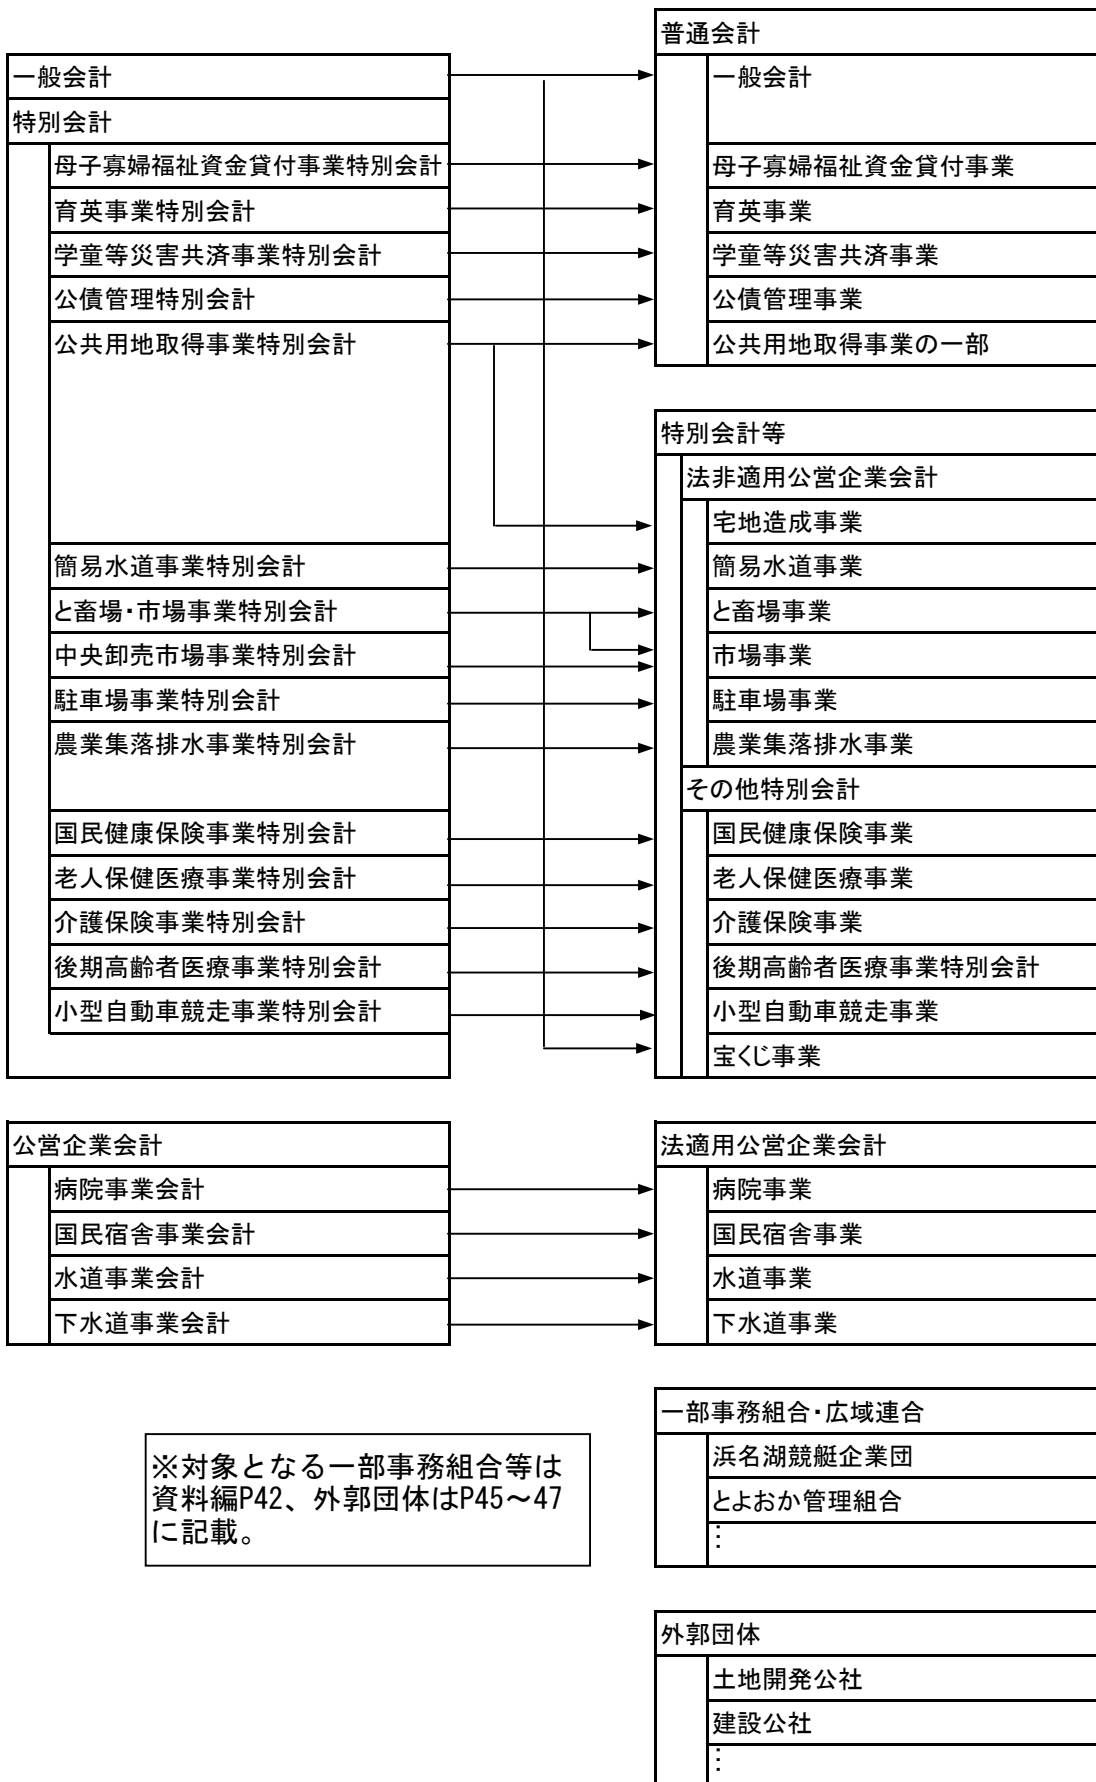 一般会計
特別会計
母子寡婦福祉資金貸付事業特別会計
育英事業特別会計
学童等災害共済事業特別会計
公債管理特別会計
公共用地取得事業特別会計
簡易水道事業特別会計
と畜場・市場事業特別会計
中央卸売市場事業特別会計
駐車場事業特別会計
農業集落排水事業特別会計
国民健康保険事業特別会計
老人保健医療事業特別会計
介護保険事業特別会計
後期高齢者医療事業特別会計
小型自動車競走事業特別会計
公営企業会計
病院事業会計
国民宿舎事業会計
水道事業会計
下水道事業会計
※対象となる一部事務組合等は
資料編P42、外郭団体はP45～47
に記載。
普通会計
一般会計
母子寡婦福祉資金貸付事業
育英事業
学童等災害共済事業
公債管理事業
公共用地取得事業の一部
特別会計等
法非適用公営企業会計
宅地造成事業
簡易水道事業
と畜場事業
市場事業
駐車場事業
農業集落排水事業
その他特別会計
国民健康保険事業
老人保健医療事業
介護保険事業
後期高齢者医療事業特別会計
小型自動車競走事業
宝くじ事業
法適用公営企業会計
病院事業
国民宿舎事業
水道事業
下水道事業
一部事務組合・広域連合
浜名湖競艇企業団
とよおか管理組合
⋮
外郭団体
土地開発公社
建設公社
⋮